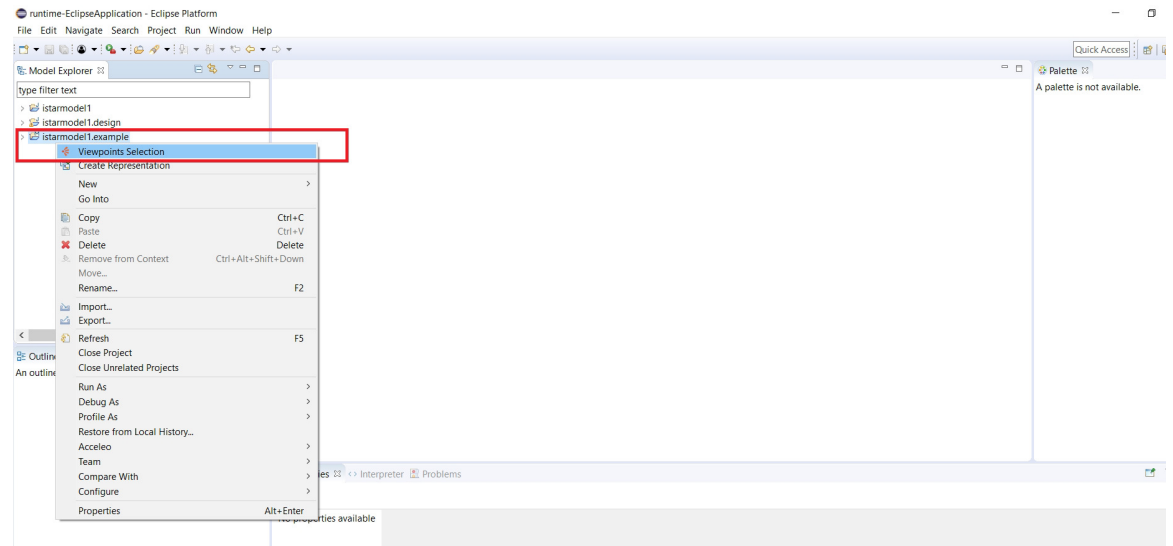 runtime-EclipseApplication - Eclipse Platform
File Edit Navigate Search Project Run Window Help
Quick Access
Model Explorer
Palette
type filter text
A palette is not available.
istarmodel1
istarmodel1.design
istarmodel1.example
Viewpoints Selection
Create Representation
New
Go Into
Copy Ctrl+C
Paste Ctrl+V
Delete Delete
Remove from Context Ctrl+Alt+Shift+Down
Move...
Rename... F2
Import...
Export...
Refresh F5
Outline
Close Project
Close Unrelated Projects
An outline
Run As
Debug As
Profile As
Restore from Local History...
Acceleo
Team
ies Interpreter Problems
Compare With
Configure
Properties Alt+Enter
No properties available